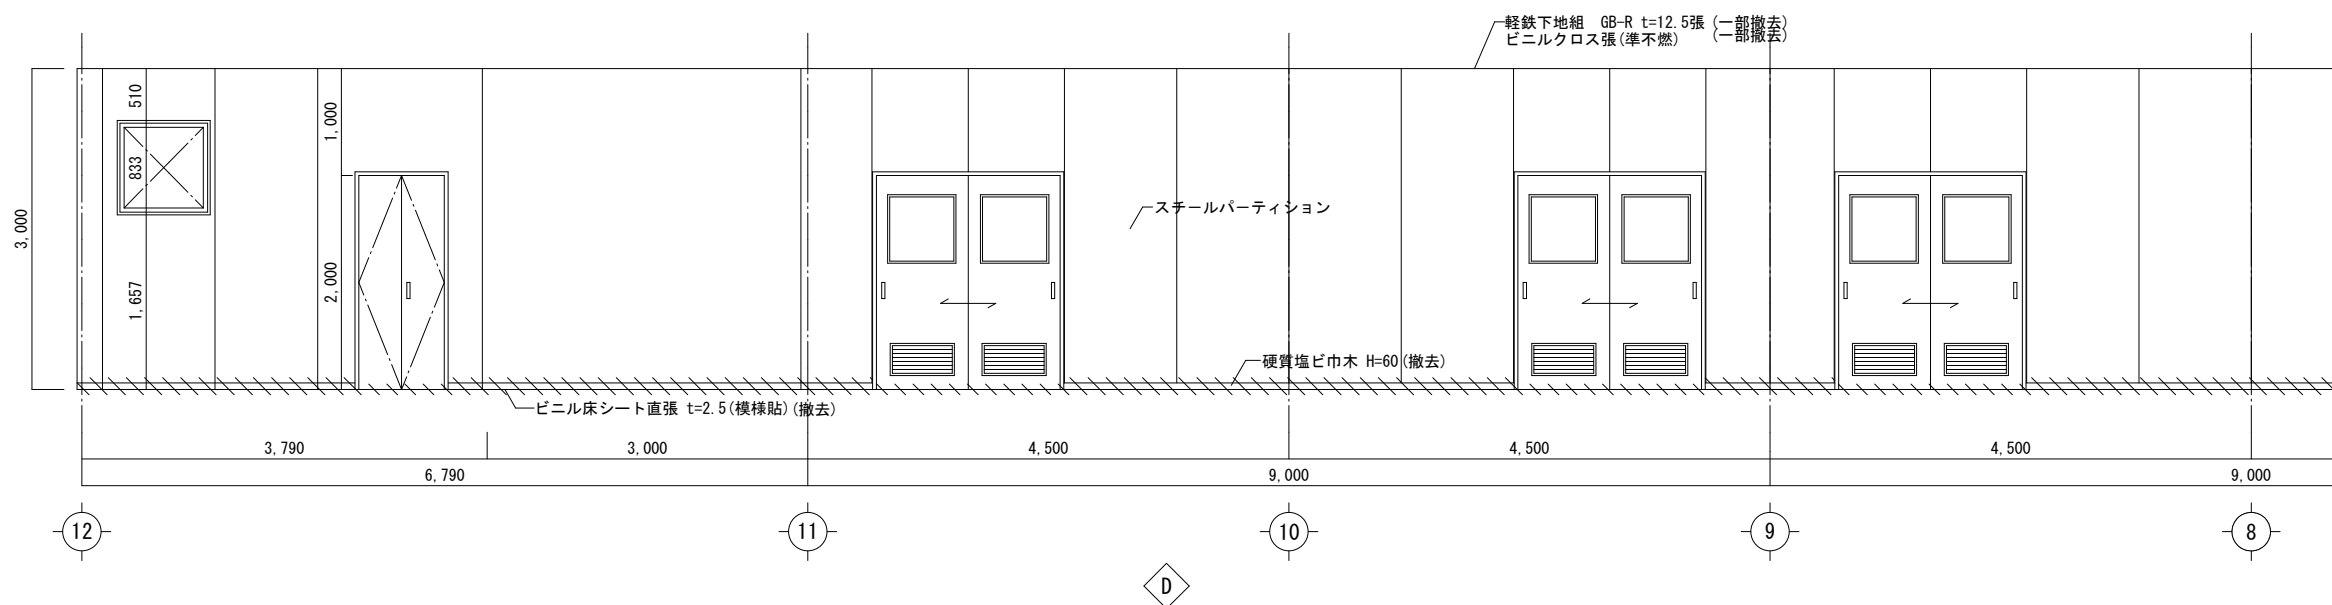 軽鉄下地組 GB-R t=12.5張 (一部撤去)
ビニルクロス張(準不燃) (一部撤去)
510
1,000
833
3,000
スチールパーティション
2,000
1,657
硬質塩ビ巾木 H=60(撤去)
ビニル床シート直張 t=2.5(模様貼)(撤去)
3,790 3,000 4,500 4,500 4,500
6,790 9,000 9,000
12 11 10 9 8
D